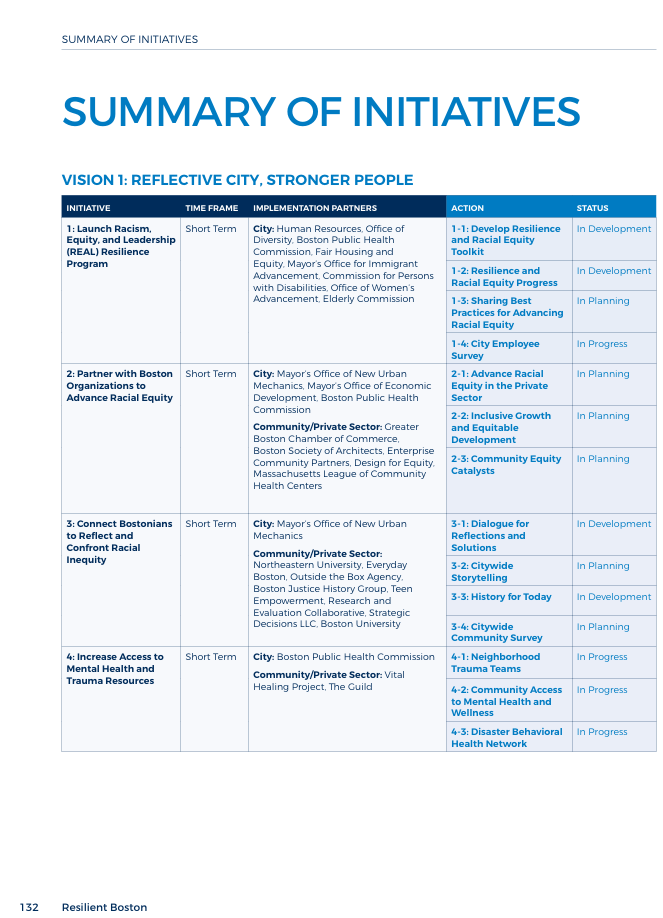 SUMMARY OF INITIATIVES
SUMMARY OF INITIATIVES
VISION 1: REFLECTIVE CITY, STRONGER PEOPLE
INITIATIVE TIME FRAME IMPLEMENTATION PARTNERS ACTION STATUS
1: Launch Racism,
Equity, and Leadership
(REAL) Resilience
Program
Short Term
City: Human Resources, Office of
Diversity, Boston Public Health
Commission, Fair Housing and
Equity, Mayor's Office for Immigrant
Advancement, Commission for Persons
with Disabilities, Office of Women's
Advancement, Elderly Commission
1-1: Develop Resilience
and Racial Equity
Toolkit
In Development
1-2: Resilience and
Racial Equity Progress
In Development
1-3: Sharing Best
Practices for Advancing
Racial Equity
In Planning
1-4: City Employee
Survey
In Progress
2: Partner with Boston
Organizations to
Advance Racial Equity
Short Term
City: Mayor's Office of New Urban
Mechanics, Mayor's Office of Economic
Development, Boston Public Health
Commission
Community/Private Sector: Greater
Boston Chamber of Commerce,
Boston Society of Architects, Enterprise
Community Partners, Design for Equity,
Massachusetts League of Community
Health Centers
2-1: Advance Racial
Equity in the Private
Sector
In Planning
2-2: Inclusive Growth
and Equitable
Development
In Planning
2-3: Community Equity
Catalysts
In Planning
3: Connect Bostonians
to Reflect and
Confront Racial
Inequity
Short Term
City: Mayor's Office of New Urban
Mechanics
Community/Private Sector:
Northeastern University, Everyday
Boston, Outside the Box Agency,
Boston Justice History Group, Teen
Empowerment, Research and
Evaluation Collaborative, Strategic
Decisions LLC, Boston University
3-1: Dialogue for
Reflections and
Solutions
In Development
3-2: Citywide
Storytelling
In Planning
3-3: History for Today
In Development
3-4: Citywide
Community Survey
In Planning
4: Increase Access to
Mental Health and
Trauma Resources
Short Term
City: Boston Public Health Commission
Community/Private Sector: Vital
Healing Project, The Guild
4-1: Neighborhood
Trauma Teams
In Progress
4-2: Community Access
to Mental Health and
Wellness
In Progress
4-3: Disaster Behavioral
Health Network
In Progress
132 Resilient Boston